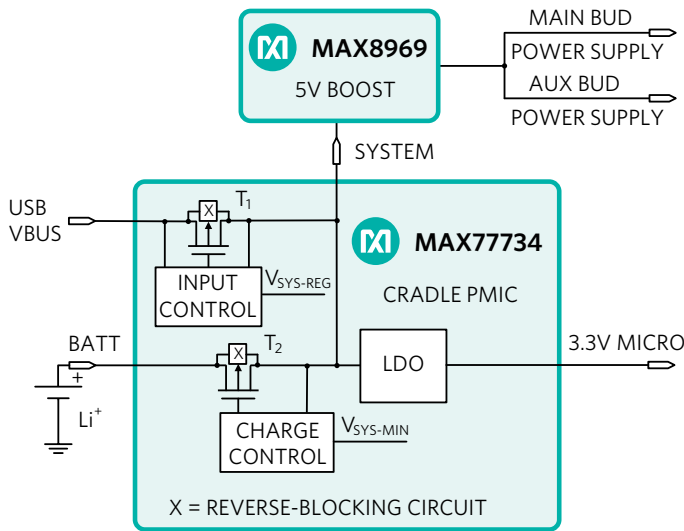 MAX8969
5V BOOST
MAIN BUD
POWER SUPPLY
AUX BUD
POWER SUPPLY
SYSTEM
USB
VBUS
T1
X
INPUT
CONTROL
VSYS-REG
MAX77734
CRADLE PMIC
BATT
T2
X
LDO
3.3V MICRO
+
Li+
CHARGE
CONTROL
VSYS-MIN
X = REVERSE-BLOCKING CIRCUIT